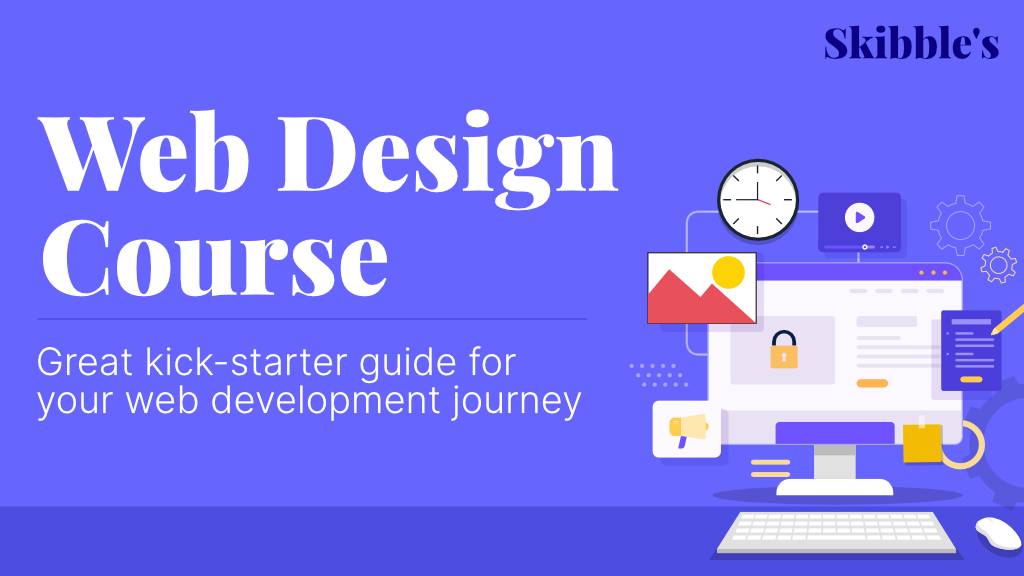 Skibble's
Web Design
Course
Great kick-starter guide for
your web development journey